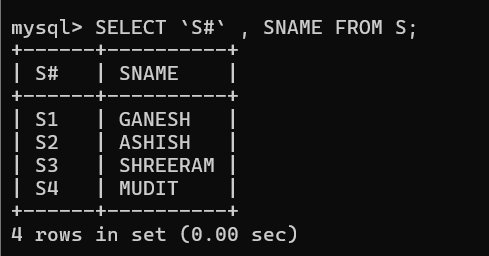 mysql> SELECT `S#` , SNAME FROM S;
+------+----------+
| S#   | SNAME    |
+------+----------+
| S1   | GANESH   |
| S2   | ASHISH   |
| S3   | SHREERAM |
| S4   | MUDIT    |
+------+----------+
4 rows in set (0.00 sec)